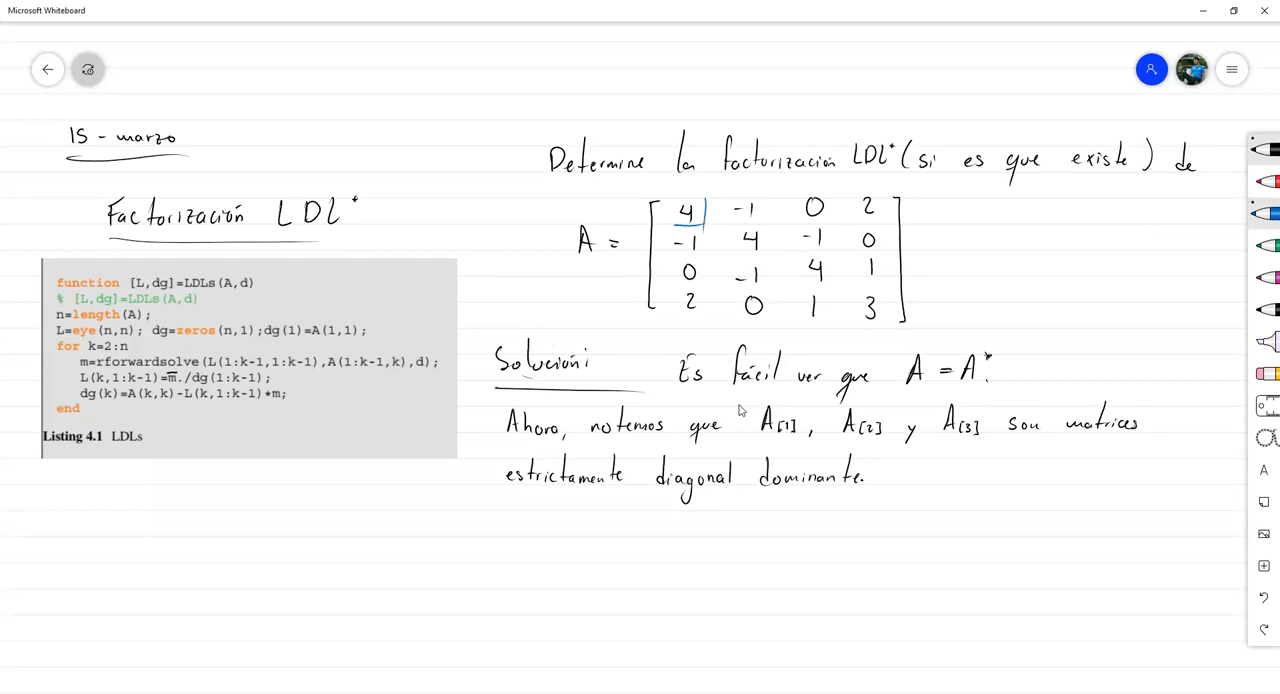 Microsoft Whiteboard
15 - marzo
Factorización LDL*
function [L,dg]=LDLs(A,d)
% [L,dg]=LDLs(A,d)
n=length(A);
L=eye(n,n); dg=zeros(n,1);dg(1)=A(1,1);
for k=2:n
m=rforwardsolve(L(1:k-1,1:k-1),A(1:k-1,k),d);
L(k,1:k-1)=m./dg(1:k-1);
dg(k)=A(k,k)-L(k,1:k-1)*m;
end
Listing 4.1 LDLs
Determine la factorización LDL* (si es que existe) de
A = [ 4 -1 0 2
-1 4 -1 0
0 -1 4 1
2 0 1 3 ]
Solución: Es fácil ver que A = A*.
Ahora, notemos que A[1], A[2] y A[3] son matrices
estrictamente diagonal dominante.
A